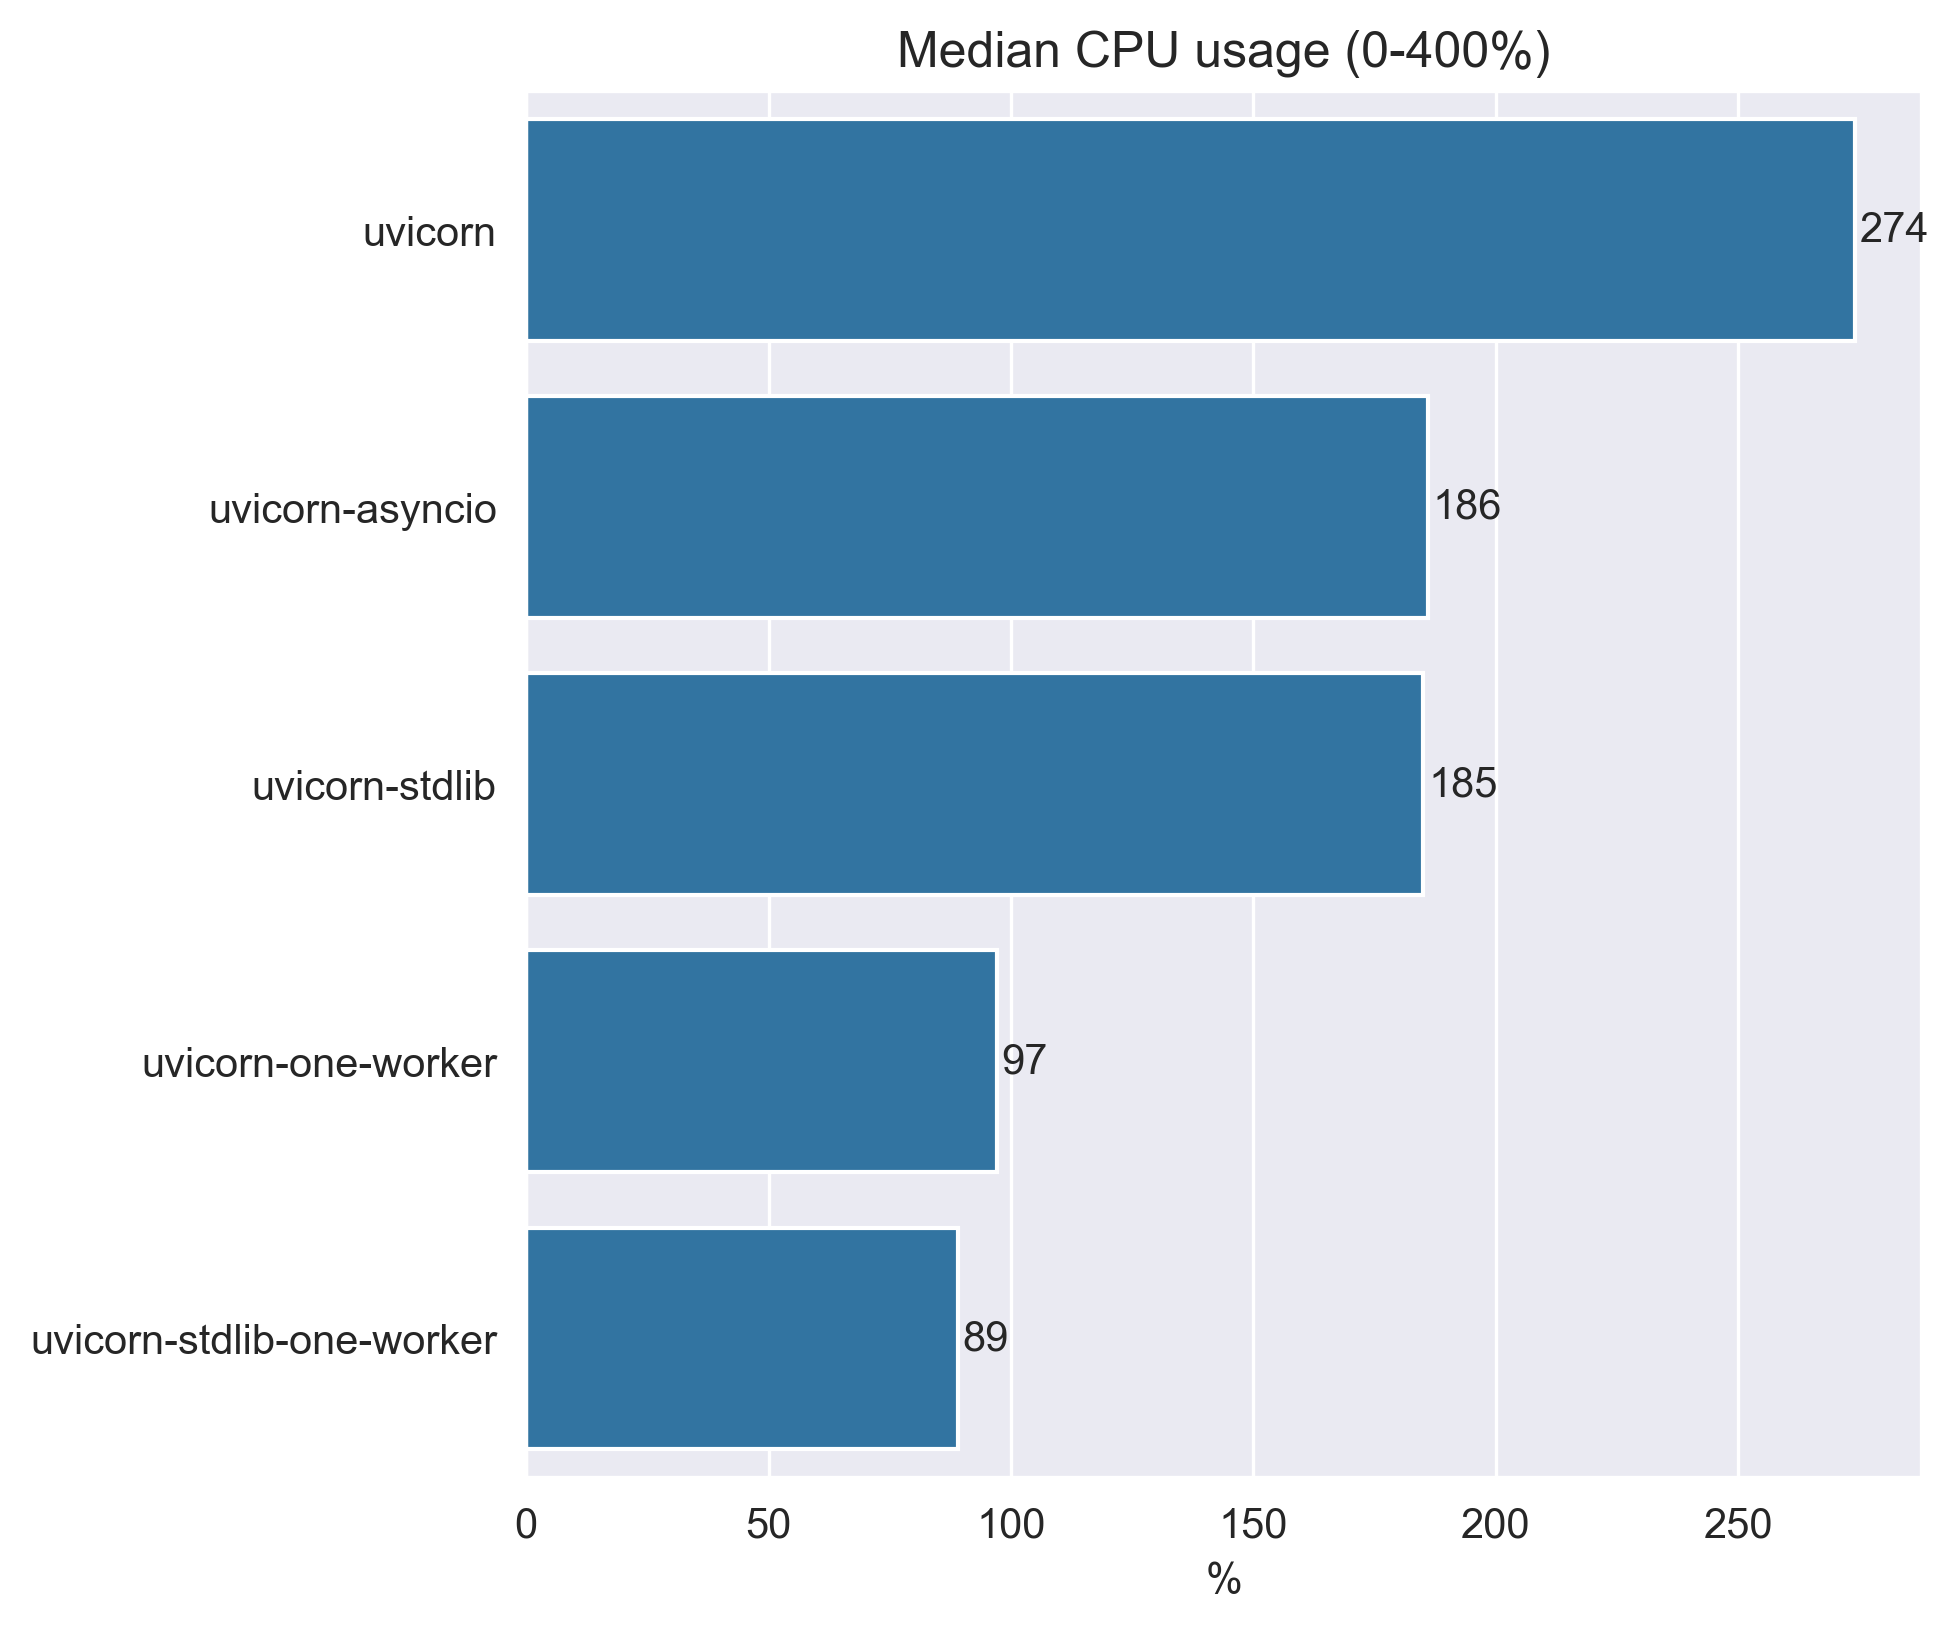 Median CPU usage (0-400%)
uvicorn
274
uvicorn-asyncio
186
uvicorn-stdlib
185
uvicorn-one-worker
97
uvicorn-stdlib-one-worker
89
0 50 100 150 200 250
%